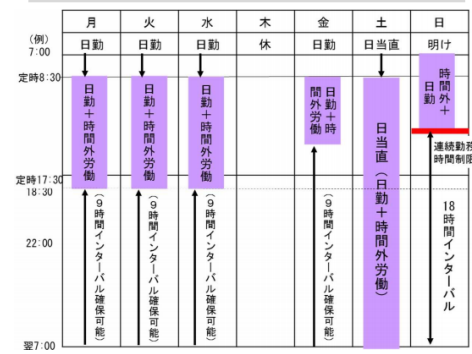 月 火 水 木 金 土 日
(例) 日勤 日勤 日勤 休 日勤 日当直 明け
7:00
定時8:30
定時17:30
18:30
22:00
翌7:00
日勤+時間外労働
(9時間インターバル確保可能)
日勤+時間外労働
(9時間インターバル確保可能)
日勤+時間外労働
(9時間インターバル確保可能)
日勤+時
間外労働
(9時間インターバル確保可能)
日当直(日勤+時間外労働)
時間外+
日勤
連続勤務
時間制限
18時間インターバル